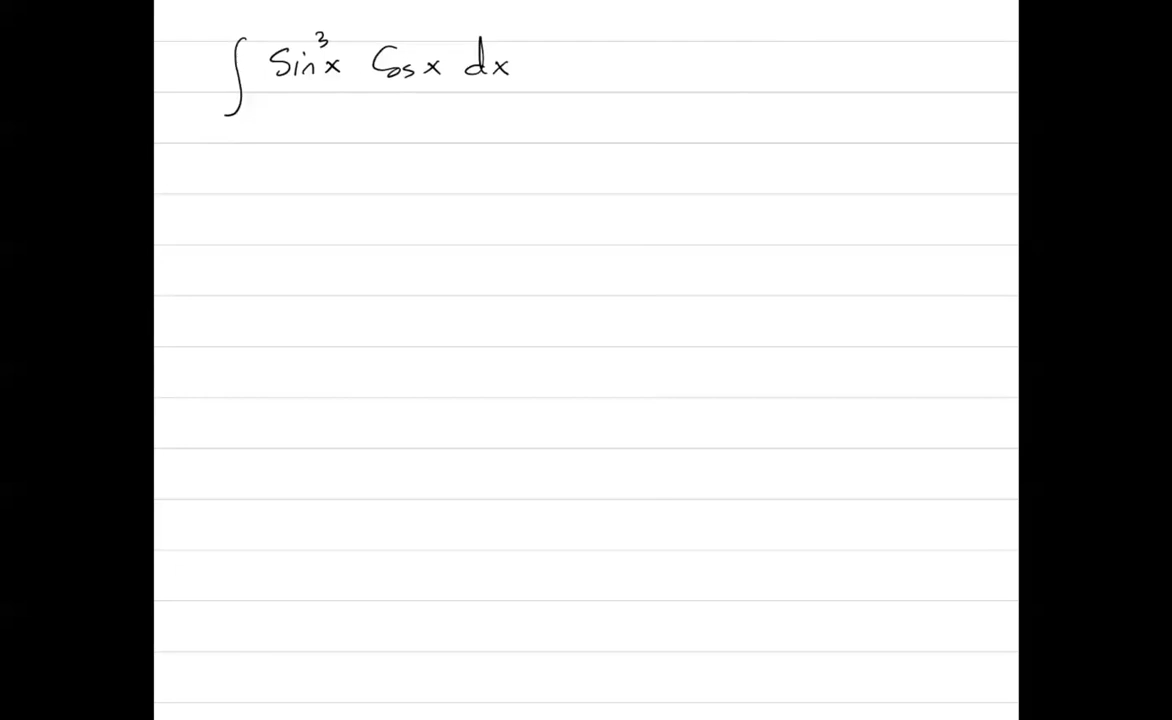 ∫ Sin³x Cos x dx